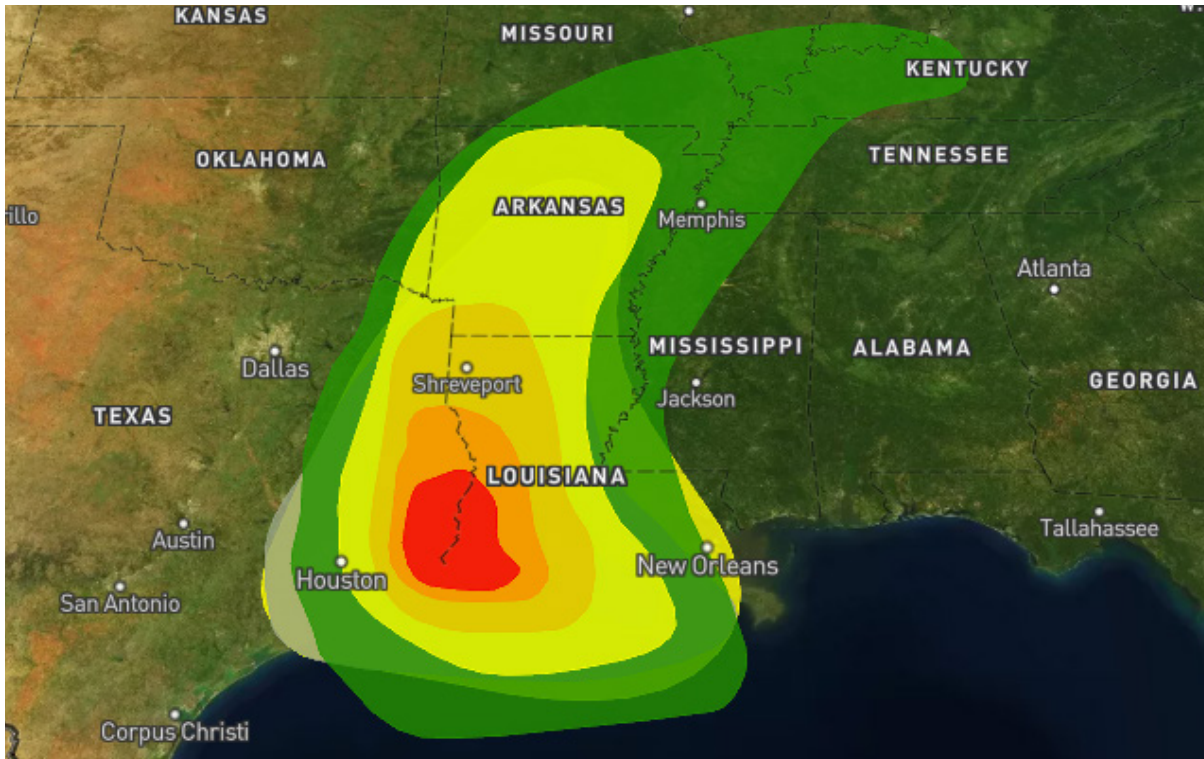 KANSAS
W.
MISSOURI
KENTUCKY
OKLAHOMA
TENNESSEE
rillo
ARKANSAS
Memphis
Atlanta
Dallas
Shreveport
MISSISSIPPI
ALABAMA
Jackson
GEORGIA
TEXAS
LOUISIANA
Austin
Houston
New Orleans
Tallahassee
San Antonio
Corpus Christi